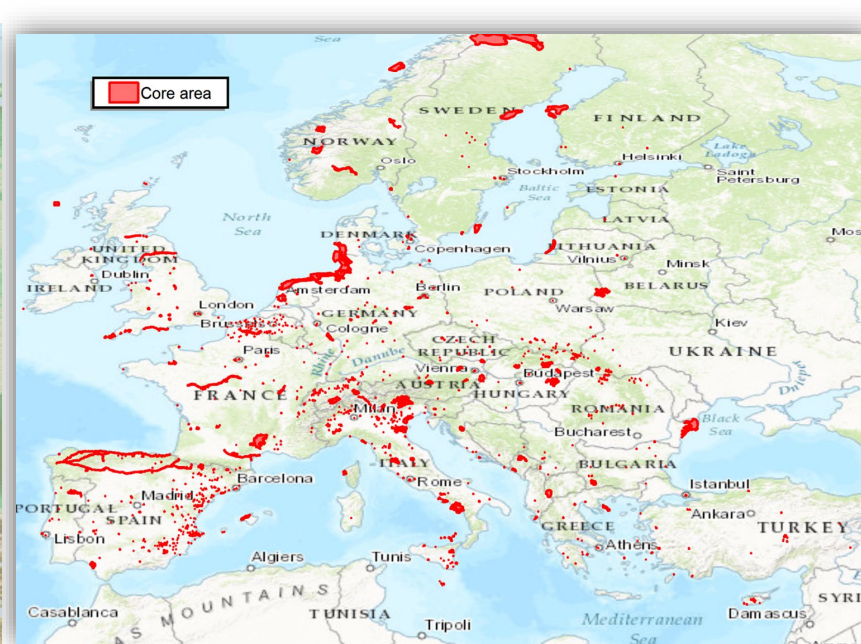 Sea
Core area
SWEDEN
FINLAND
NORWAY
Lake
Ladoga
Oslo
Helsinki
Stockholm
Saint
Petersburg
Baltic
Sea
ESTONIA
North
Sea
LATVIA
DENMARK
UNITED
KINGDOM
Copenhagen
LITHUANIA
Mos
Vilnius
Minsk
Dublin
IRELAND
Amsterdam
Berlin
POLAND
BELARUS
London
Warsaw
GERMANY
Brussels
Cologne
Kiev
CZECH
REPUBLIC
Paris
Rhine
Danube
UKRAINE
Vienna
Budapest
FRANCE
AUSTRIA
HUNGARY
Milan
ROMANIA
Black
Sea
Bucharest
ITALY
BULGARIA
Barcelona
Rome
Istanbul
Madrid
PORTUGAL
SPAIN
Ankara
GREECE
TURKEY
Lisbon
Athens
Algiers
Tunis
SYRI
Casablanca
AS MOUNTAINS
TUNISIA
Tripoli
Mediterranean
Sea
Damascus